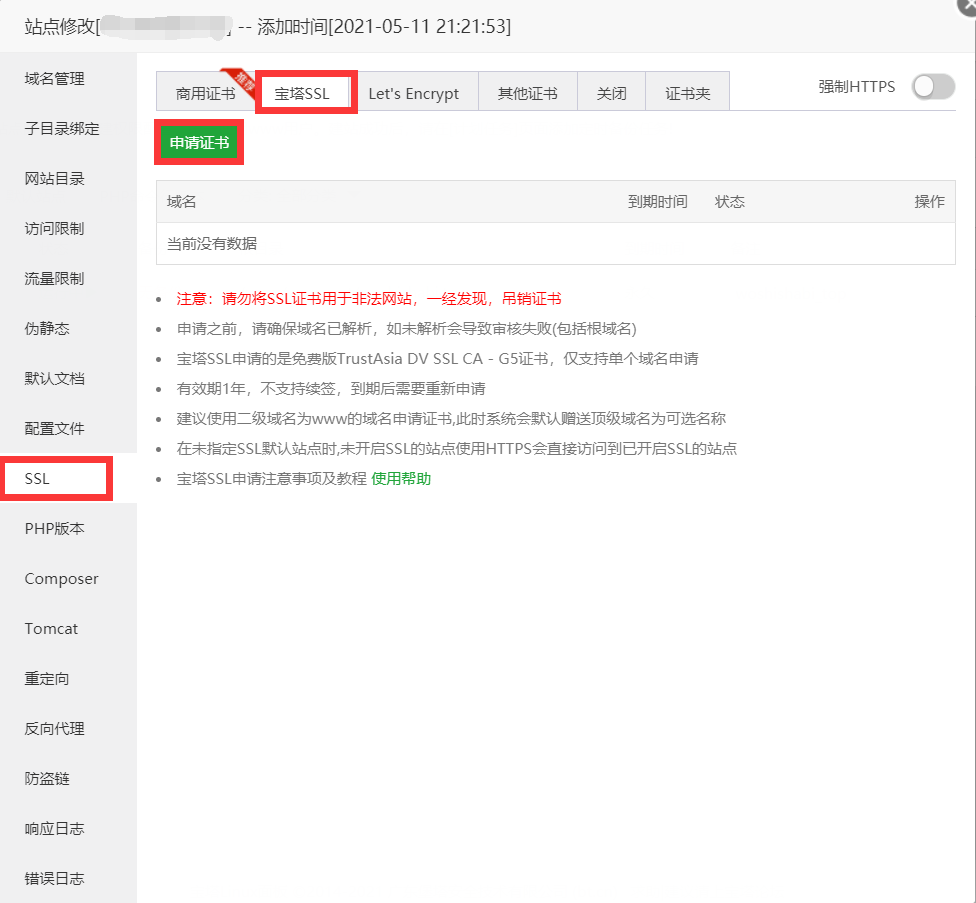 站点修改[ ] -- 添加时间[2021-05-11 21:21:53]
域名管理
子目录绑定
网站目录
访问限制
流量限制
伪静态
默认文档
配置文件
SSL
PHP版本
Composer
Tomcat
重定向
反向代理
防盗链
响应日志
错误日志
商用证书 推荐 宝塔SSL Let's Encrypt 其他证书 关闭 证书夹 强制HTTPS
申请证书
域名 到期时间 状态 操作
当前没有数据
注意：请勿将SSL证书用于非法网站，一经发现，吊销证书
申请之前，请确保域名已解析，如未解析会导致审核失败(包括根域名)
宝塔SSL申请的是免费版TrustAsia DV SSL CA - G5证书，仅支持单个域名申请
有效期1年，不支持续签，到期后需要重新申请
建议使用二级域名为www的域名申请证书,此时系统会默认赠送顶级域名为可选名称
在未指定SSL默认站点时,未开启SSL的站点使用HTTPS会直接访问到已开启SSL的站点
宝塔SSL申请注意事项及教程 使用帮助